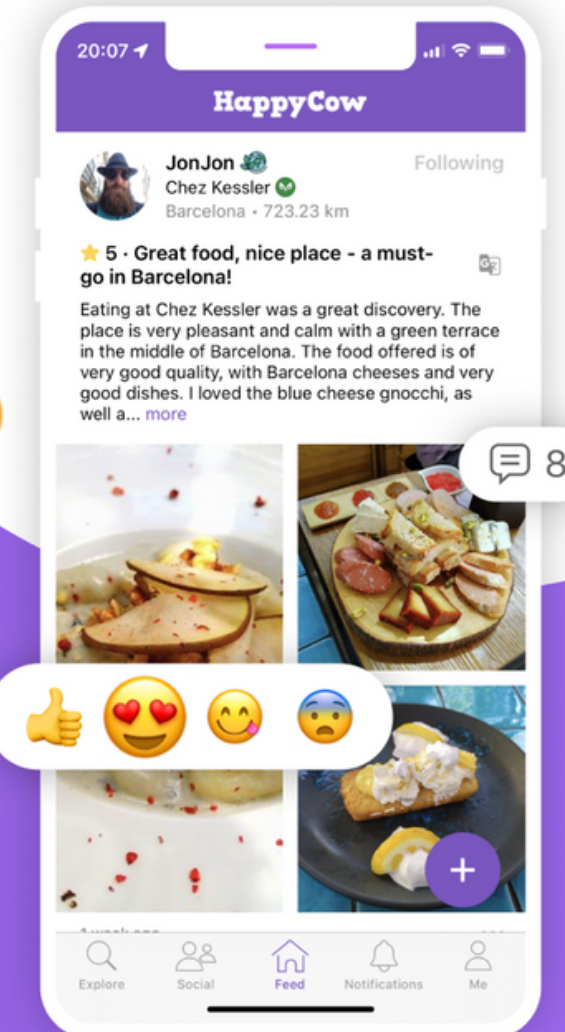 20:07
HappyCow
JonJon
Following
Chez Kessler
Barcelona • 723.23 km
5 · Great food, nice place - a must-
go in Barcelona!
Eating at Chez Kessler was a great discovery. The
place is very pleasant and calm with a green terrace
in the middle of Barcelona. The food offered is of
very good quality, with Barcelona cheeses and very
good dishes. I loved the blue cheese gnocchi, as
well a... more
8
+
Explore
Social
Feed
Notifications
Me